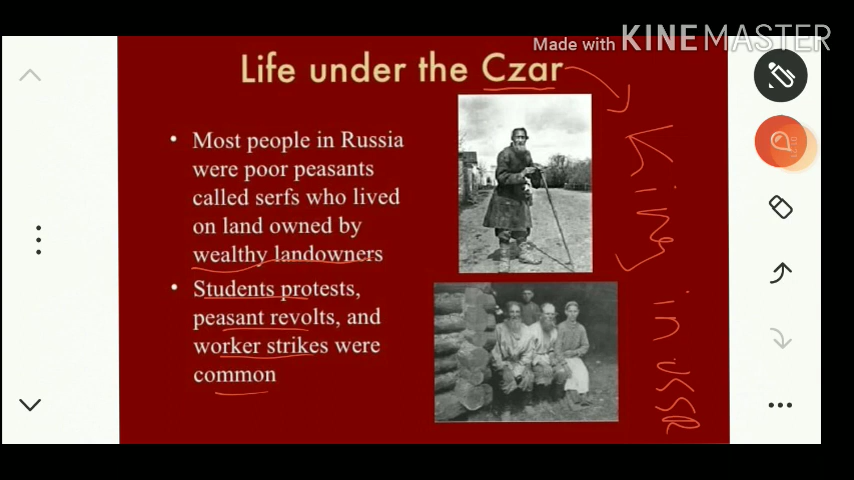 Made with KINEMASTER
Life under the Czar
• Most people in Russia
were poor peasants
called serfs who lived
on land owned by
wealthy landowners
• Students protests,
peasant revolts, and
worker strikes were
common
King in USSR